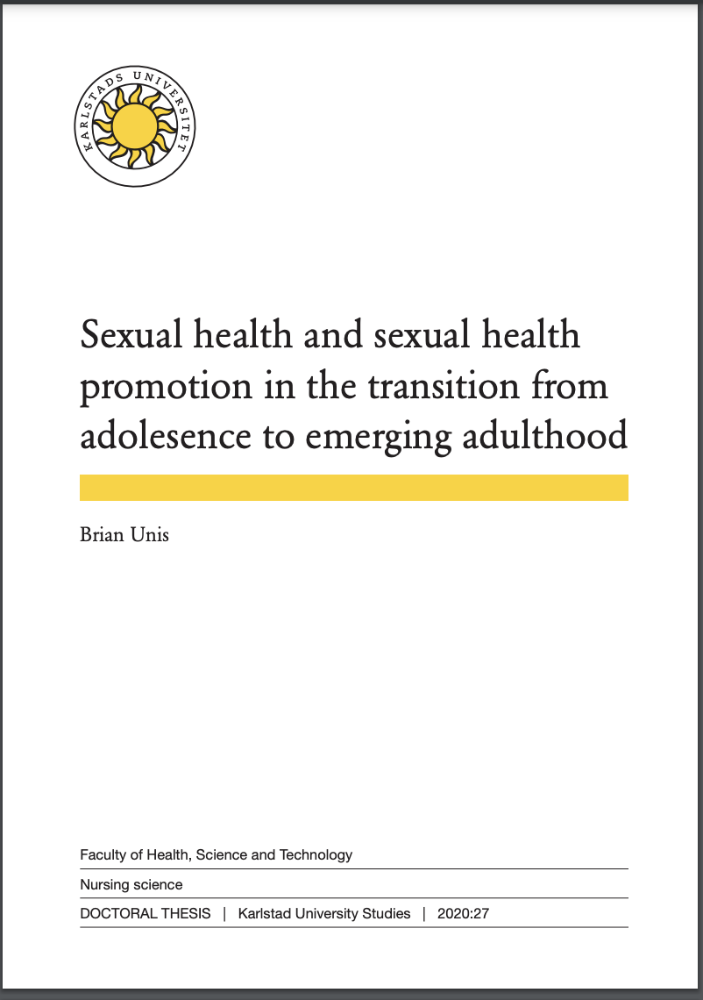 KARLSTADS UNIVERSITET
Sexual health and sexual health
promotion in the transition from
adolesence to emerging adulthood
Brian Unis
Faculty of Health, Science and Technology
Nursing science
DOCTORAL THESIS | Karlstad University Studies | 2020:27